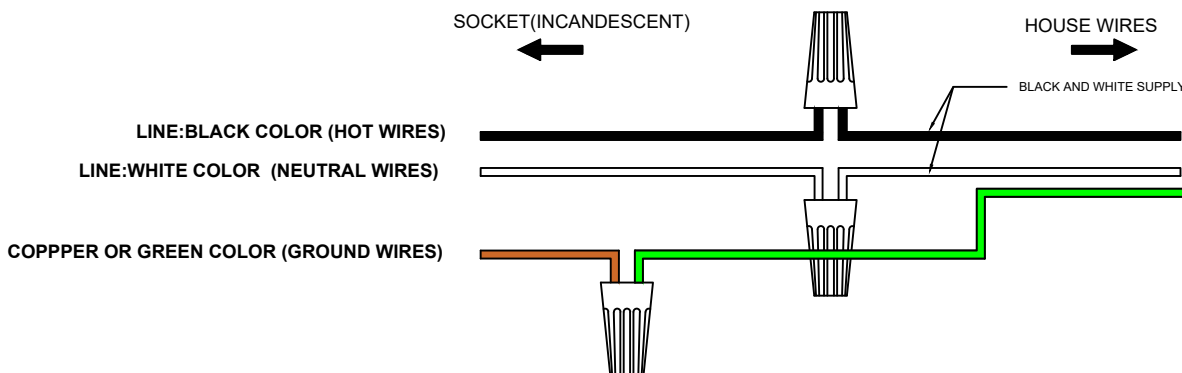 SOCKET(INCANDESCENT)
HOUSE WIRES
BLACK AND WHITE SUPPLY
LINE:BLACK COLOR (HOT WIRES)
LINE:WHITE COLOR (NEUTRAL WIRES)
COPPPER OR GREEN COLOR (GROUND WIRES)